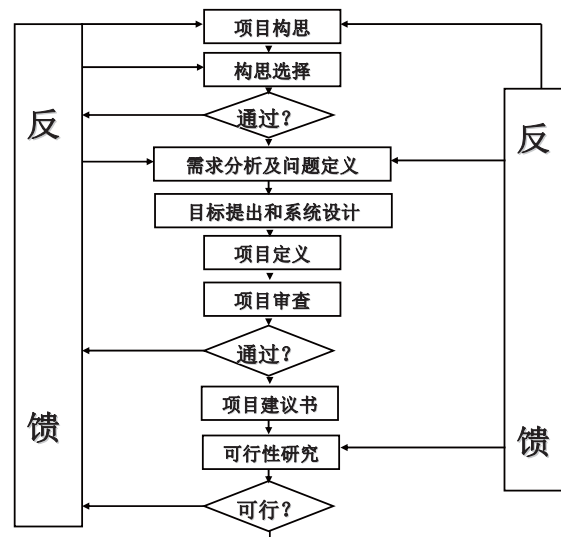 项目构思
构思选择
通过?
需求分析及问题定义
目标提出和系统设计
项目定义
项目审查
通过?
项目建议书
可行性研究
可行?
反
馈
反
馈